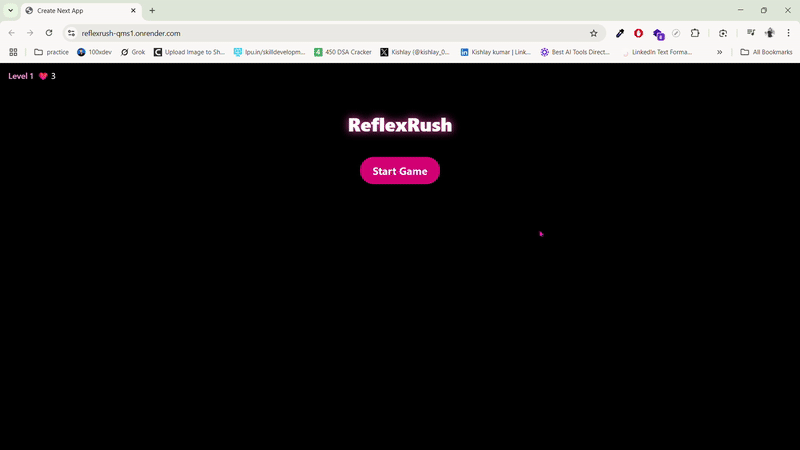 Create Next App
reflexrush-qms1.onrender.com
practice
100xdev
Grok
Upload Image to Sh...
lpu.in/skilldevelopm...
450 DSA Cracker
Kishlay (@kishlay_0...
Kishlay kumar | Link...
Best AI Tools Direct...
LinkedIn Text Forma...
All Bookmarks
Level 1 ❤️ 3
ReflexRush
Start Game